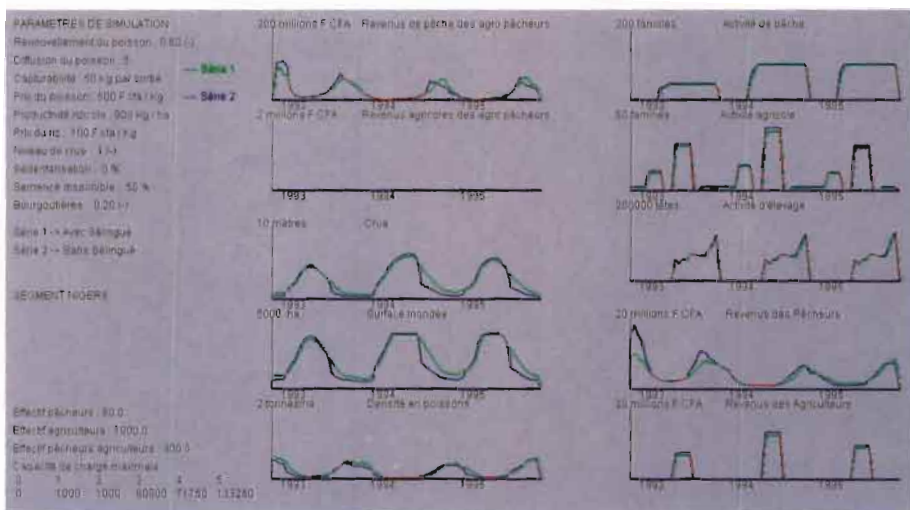 PARAMETRES DE SIMULATION
Renouvellement du poisson : 0.60 (-)
Diffusion du poisson : 3
Capturabilité : 50 kg par sortie
Prix du poisson : 500 F cfa / kg
Productivité rizicole : 900 kg / ha
Prix du riz : 100 F cfa / kg
Niveau de crue : 1 (-)
Sédentarisation : 0 %
Semence disponible : 50 %
Bourgoutières : 0.20 (-)
Série 1 -> Avec Sélingué
Série 2 -> Sans Sélingué
SEGMENT NIGER6
Effectif pêcheurs : 80.0
Effectif agriculteurs : 1000.0
Effectif pêcheurs agriculteurs : 300.0
Capacité de charge maximale
0 1 2 3 4 5
0 1000 1000 60800 71750 133280
Série 1
Série 2
200 millions F CFA Revenus de pêche des agro pêcheurs
1993 1994 1995
2 millions F CFA Revenus agricoles des agro pêcheurs
1993 1994 1995
10 mètres Crue
1993 1994 1995
5000 ha Surface inondée
1993 1994 1995
2 tonnes/ha Densité en poissons
1993 1994 1995
200 familles Activité de pêche
1993 1994 1995
familles Activité agricole
1993 1994 1995
200000 têtes Activité d'élevage
1993 1994 1995
20 millions F CFA Revenus des Pêcheurs
1993 1994 1995
millions F CFA Revenus des Agriculteurs
1993 1994 1995